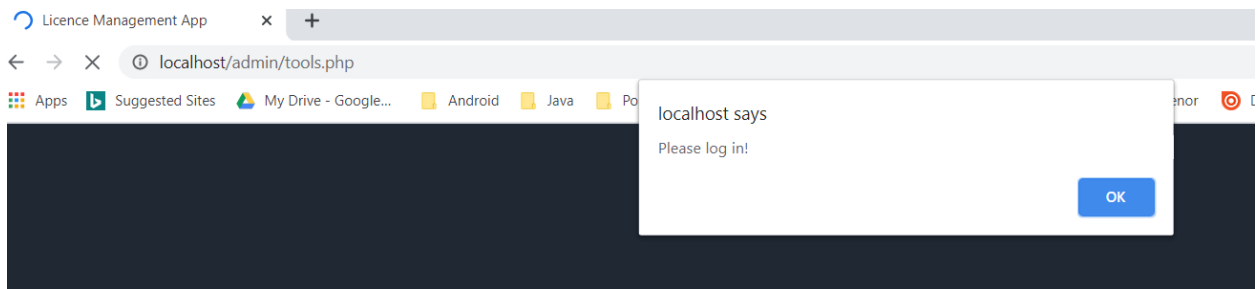 Licence Management App
localhost/admin/tools.php
Apps Suggested Sites My Drive - Google... Android Java
localhost says
Please log in!
OK